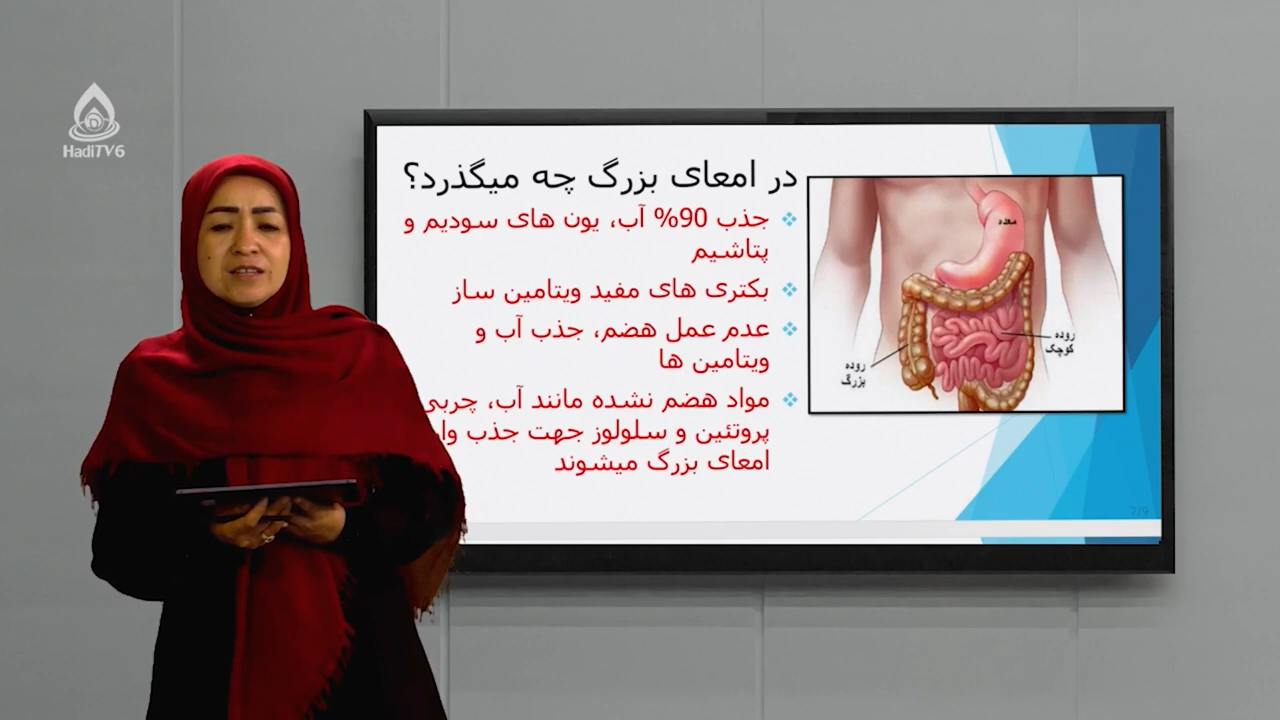 HadiTV6
در امعای بزرگ چه میگذرد؟
جذب 90% آب، یون های سودیم و
پتاشیم
بکتری های مفید ویتامین ساز
عدم عمل هضم، جذب آب و
ویتامین ها
مواد هضم نشده مانند آب، چربی
پروتئین و سلولوز جهت جذب
امعای بزرگ میشوند
معده
روده
کوچک
روده
بزرگ
7/9